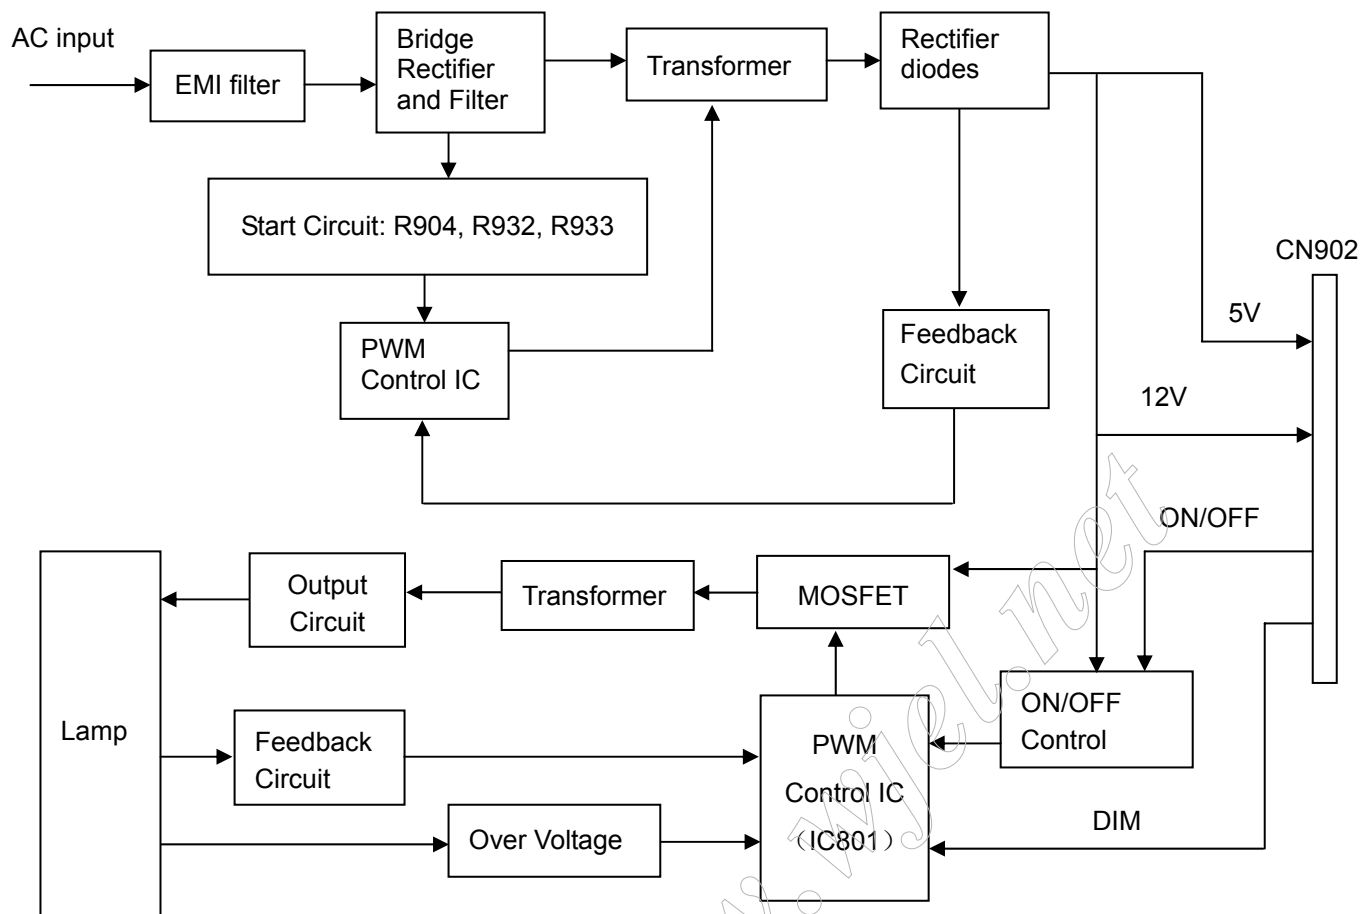 AC input
EMI filter
Bridge
Rectifier
and Filter
Transformer
Rectifier
diodes
Start Circuit: R904, R932, R933
CN902
5V
PWM
Control IC
Feedback
Circuit
12V
ON/OFF
Output
Circuit
Transformer
MOSFET
Lamp
Feedback
Circuit
PWM
Control IC
（IC801）
ON/OFF
Control
Over Voltage
DIM
w.wjel.net